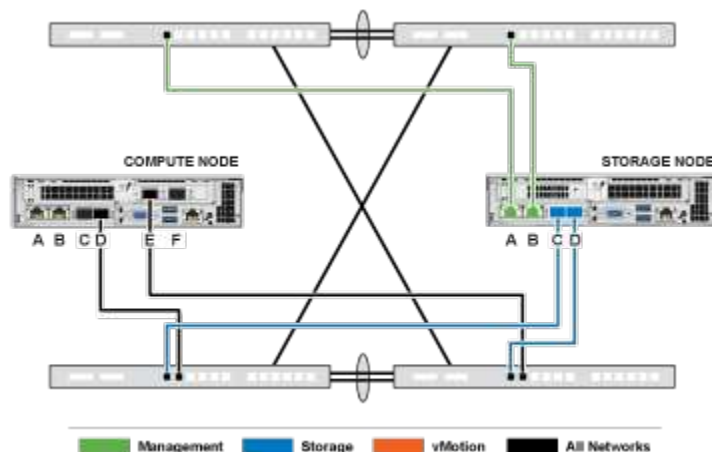 COMPUTE NODE
STORAGE NODE
A B C D E F
A B C D
Management Storage vMotion All Networks